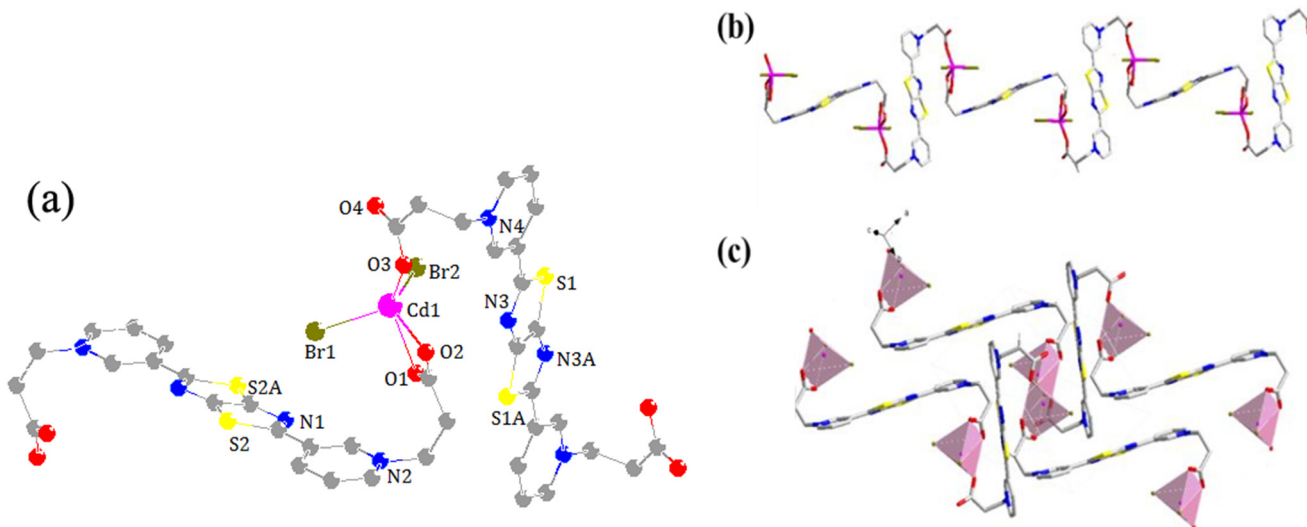 (a)
O4
N4
O3
Br2
S1
N3
Cd1
Br1
O2
N3A
O1
S2A
S1A
N1
S2
N2
(b)
(c)
a
c